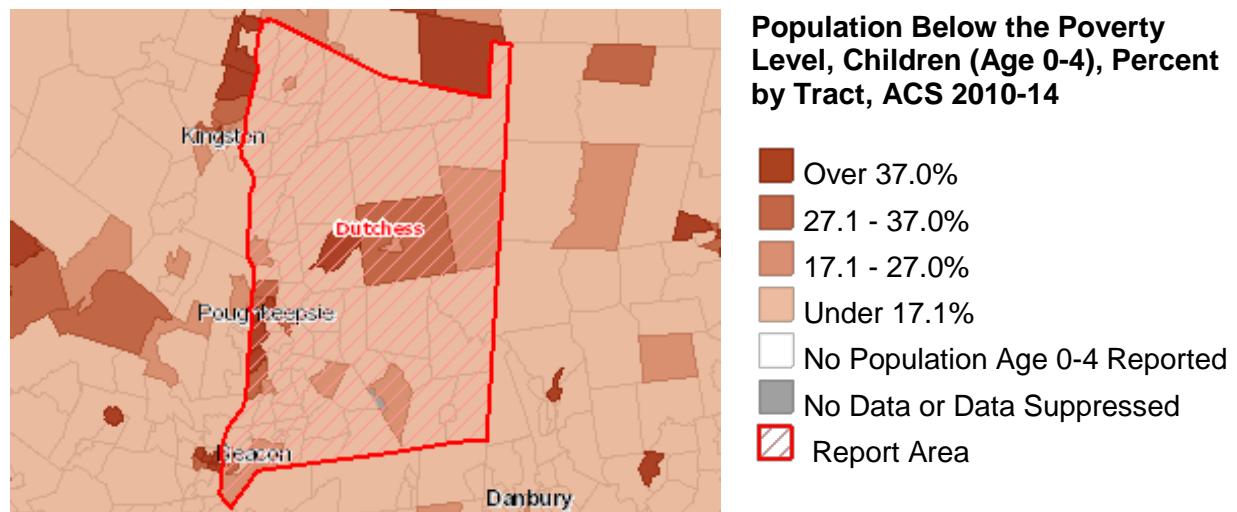 Population Below the Poverty
Level, Children (Age 0-4), Percent
by Tract, ACS 2010-14
Over 37.0%
27.1 - 37.0%
17.1 - 27.0%
Under 17.1%
No Population Age 0-4 Reported
No Data or Data Suppressed
Report Area
Kingston
Dutchess
Poughkeepsie
Beacon
Danbury